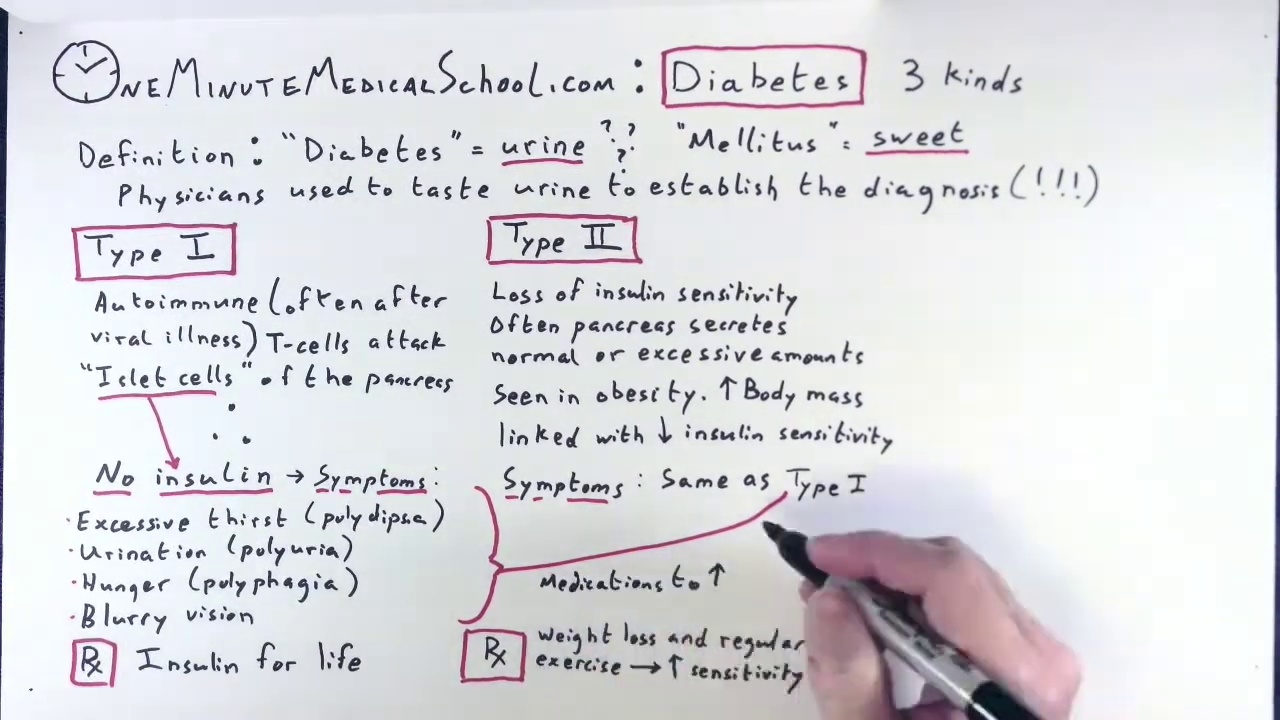 OneMinuteMedicalSchool.com : Diabetes 3 kinds
Definition : "Diabetes" = urine ? ? ? "Mellitus" = sweet
Physicians used to taste urine to establish the diagnosis (!!!)
Type I
Autoimmune (often after
viral illness) T-cells attack
"Islet cells" of the pancreas
No insulin → Symptoms:
· Excessive thirst (polydipsia)
· Urination (polyuria)
· Hunger (polyphagia)
· Blurry vision
Rx Insulin for life
Type II
Loss of insulin sensitivity
Often pancreas secretes
normal or excessive amounts
Seen in obesity. ↑ Body mass
linked with ↓ insulin sensitivity
Symptoms : Same as Type I
Medications to ↑
Rx weight loss and regular
exercise → ↑ sensitivity